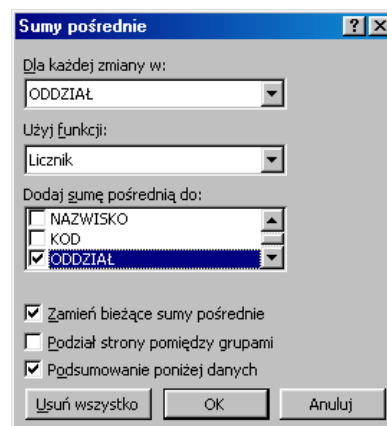 Sumy pośrednie
Dla każdej zmiany w:
ODDZIAŁ
Użyj funkcji:
Licznik
Dodaj sumę pośrednią do:
NAZWISKO
KOD
ODDZIAŁ
Zamień bieżące sumy pośrednie
Podział strony pomiędzy grupami
Podsumowanie poniżej danych
Usuń wszystko OK Anuluj